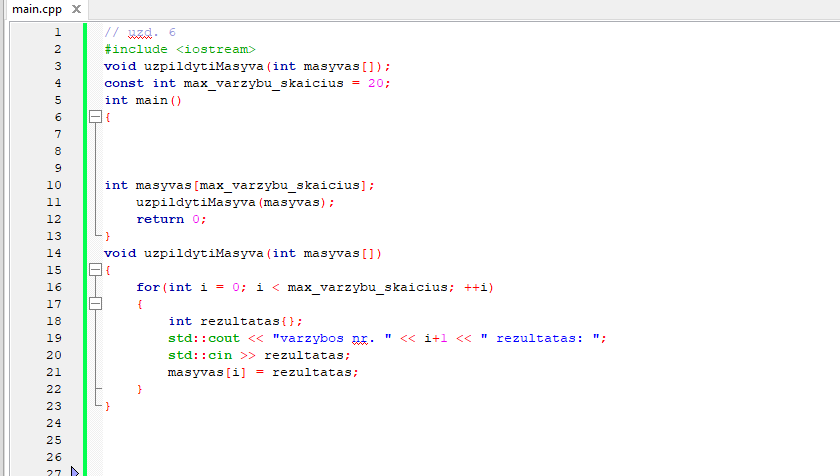 main.cpp X
1 // uzd. 6
2 #include <iostream>
3 void uzpildytiMasyva(int masyvas[]);
4 const int max_varzybu_skaicius = 20;
5 int main()
6 {
7
8
9
10 int masyvas[max_varzybu_skaicius];
11 uzpildytiMasyva(masyvas);
12 return 0;
13 }
14 void uzpildytiMasyva(int masyvas[])
15 {
16 for(int i = 0; i < max_varzybu_skaicius; ++i)
17 {
18 int rezultatas{};
19 std::cout << "varzybos nr. " << i+1 << " rezultatas: ";
20 std::cin >> rezultatas;
21 masyvas[i] = rezultatas;
22 }
23 }
24
25
26
27